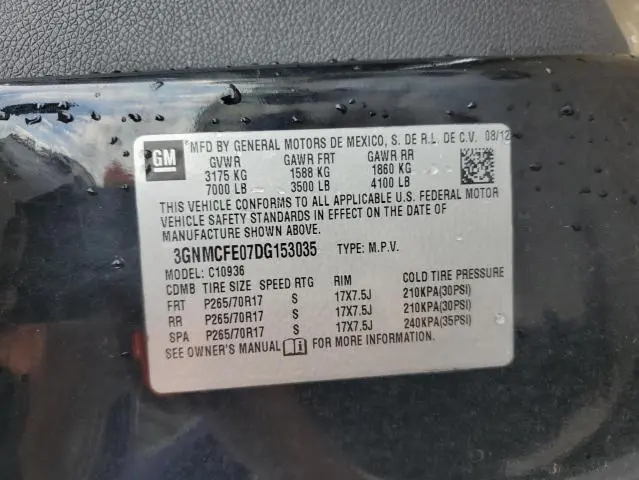 GM
MFD BY GENERAL MOTORS DE MEXICO, S. DE R.L. DE C.V. 08/12
GVWR GAWR FRT GAWR RR
3175 KG 1588 KG 1860 KG
7000 LB 3500 LB 4100 LB
THIS VEHICLE CONFORMS TO ALL APPLICABLE U.S. FEDERAL MOTOR
VEHICLE SAFETY STANDARDS IN EFFECT ON THE DATE OF
MANUFACTURE SHOWN ABOVE.
3GNMCFE07DG153035 TYPE: M.P.V.
MODEL: C10936
CDMB TIRE SIZE SPEED RTG RIM COLD TIRE PRESSURE
FRT P265/70R17 S 17X7.5J 210KPA(30PSI)
RR P265/70R17 S 17X7.5J 210KPA(30PSI)
SPA P265/70R17 S 17X7.5J 240KPA(35PSI)
SEE OWNER'S MANUAL FOR MORE INFORMATION.